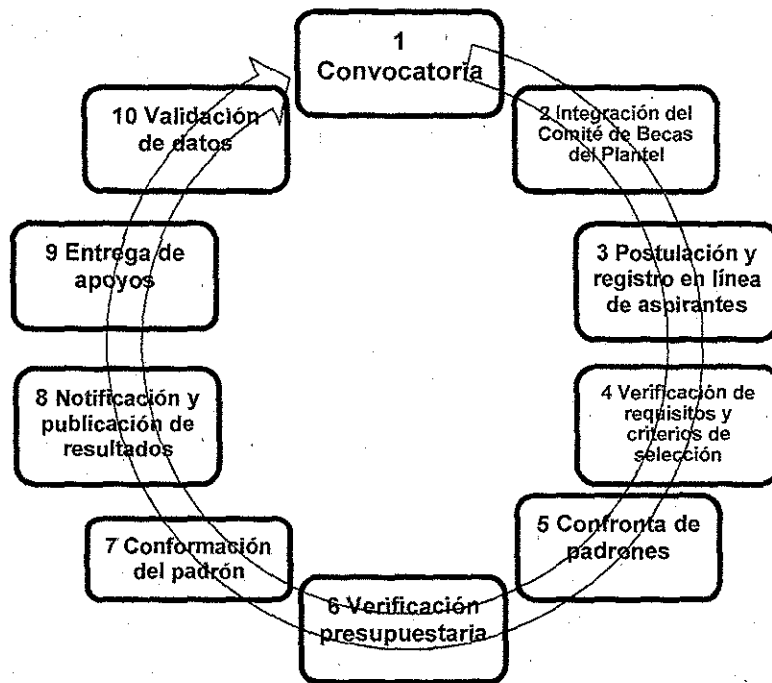 1
Convocatoria
2 Integración del
Comité de Becas
del Plantel
3 Postulación y
registro en línea
de aspirantes
4 Verificación de
requisitos y
criterios de
selección
5 Confronta de
padrones
6 Verificación
presupuestaria
7 Conformación
del padrón
8 Notificación y
publicación de
resultados
9 Entrega de
apoyos
10 Validación
de datos